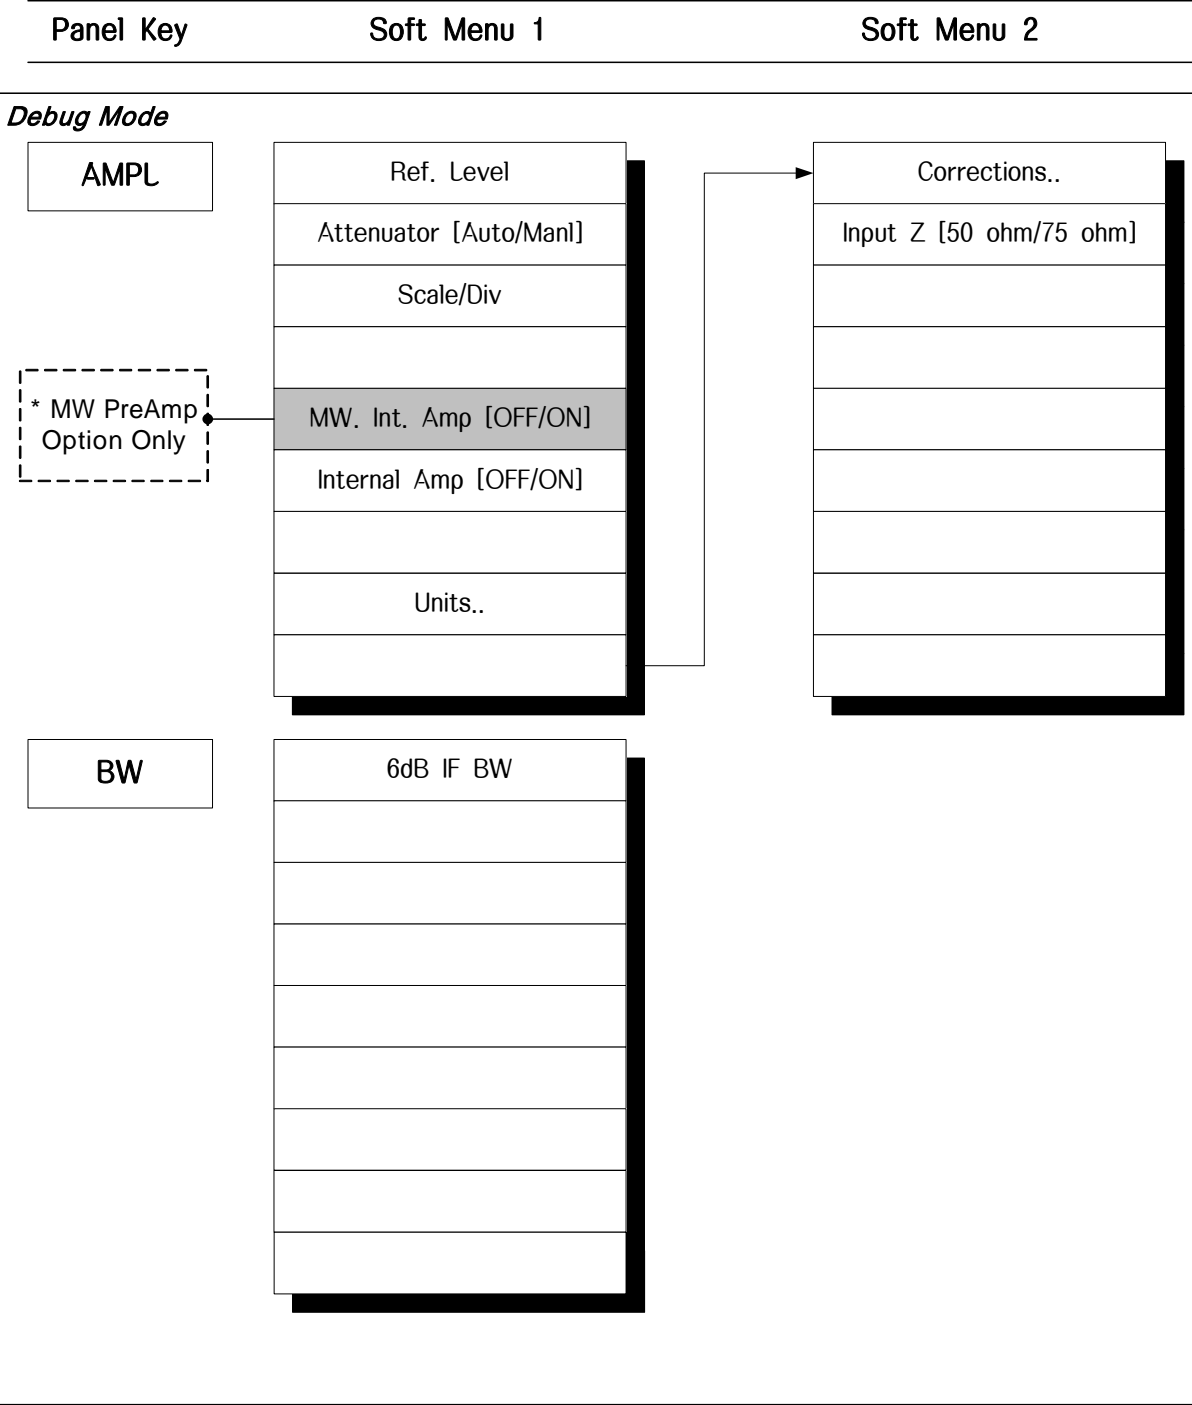 Panel Key
Soft Menu 1
Soft Menu 2
Debug Mode
AMPL
Ref. Level
Attenuator [Auto/Manl]
Scale/Div
* MW PreAmp
Option Only
MW. Int. Amp [OFF/ON]
Internal Amp [OFF/ON]
Units..
Corrections..
Input Z [50 ohm/75 ohm]
BW
6dB IF BW